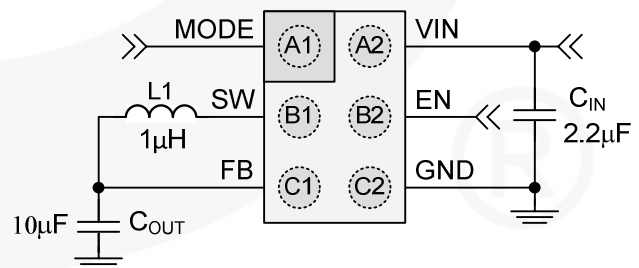 MODE A1 A2 VIN
L1 SW B1 B2 EN CIN
1µH 2.2µF
FB C1 C2 GND
10µF COUT
®